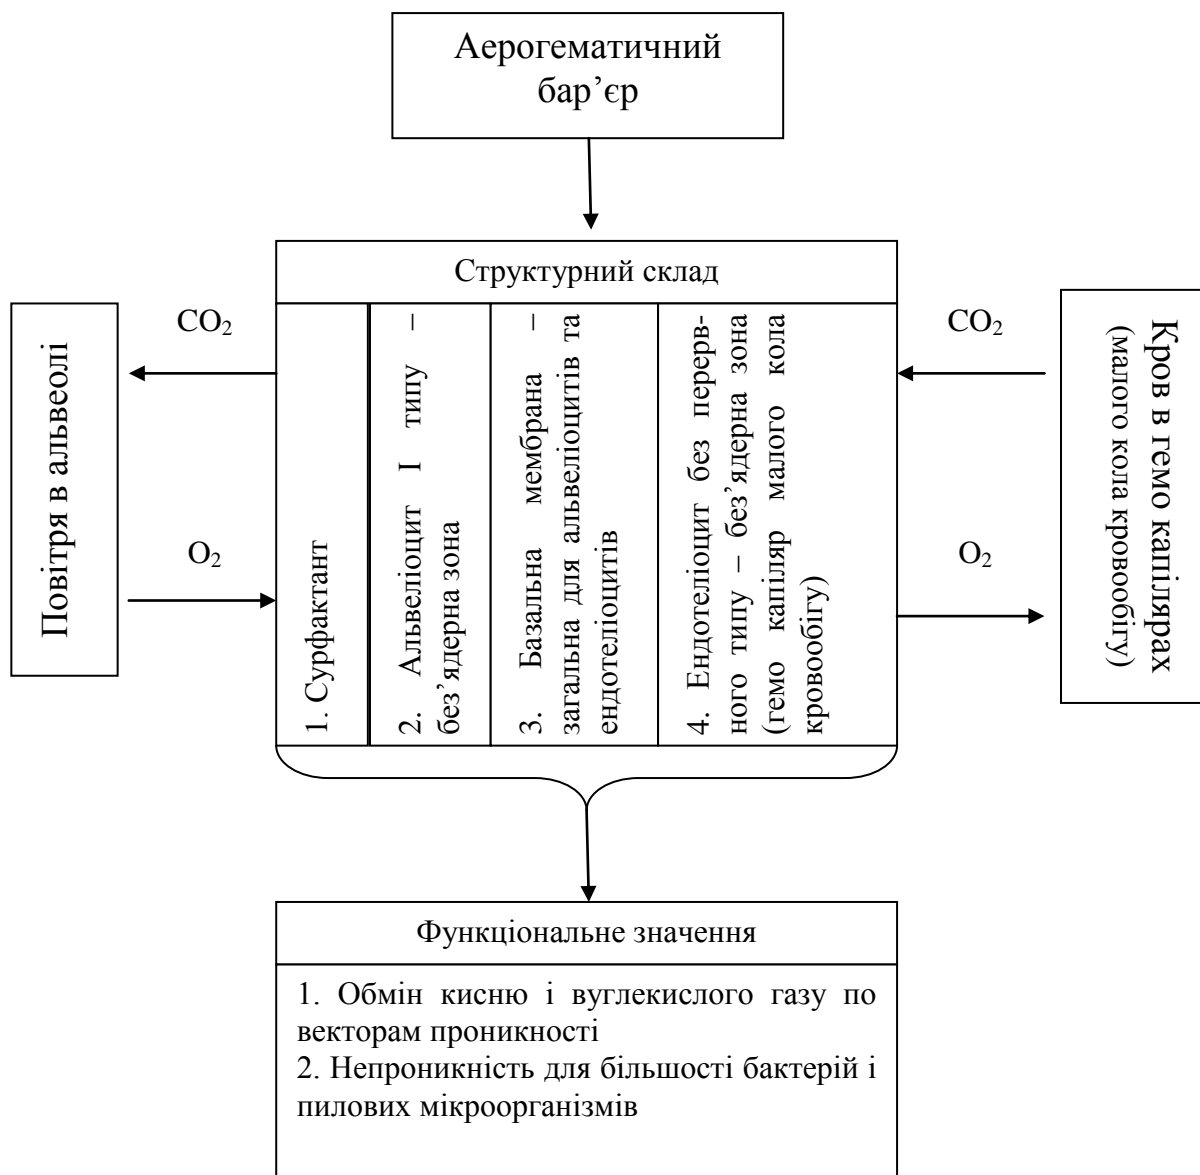 Аерогематичний
бар’єр
Структурний склад
CO₂
CO₂
Повітря в альвеолі
O₂
O₂
1. Сурфактант
2. Альвеліоцит І типу –
без’ядерна зона
3. Базальна мембрана –
загальна для альвеліоцитів та
ендотеліоцитів
4. Ендотеліоцит без перерв-
ного типу – без’ядерна зона
(гемо капіляр малого кола
кровообігу)
Кров в гемо капілярах
(малого кола кровообігу)
Функціональне значення
1. Обмін кисню і вуглекислого газу по
векторам проникності
2. Непроникність для більшості бактерій і
пилових мікроорганізмів